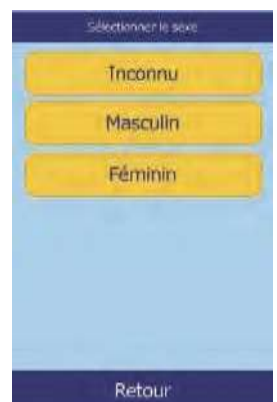 Sélectionner le sexe
Inconnu
Masculin
Féminin
Retour